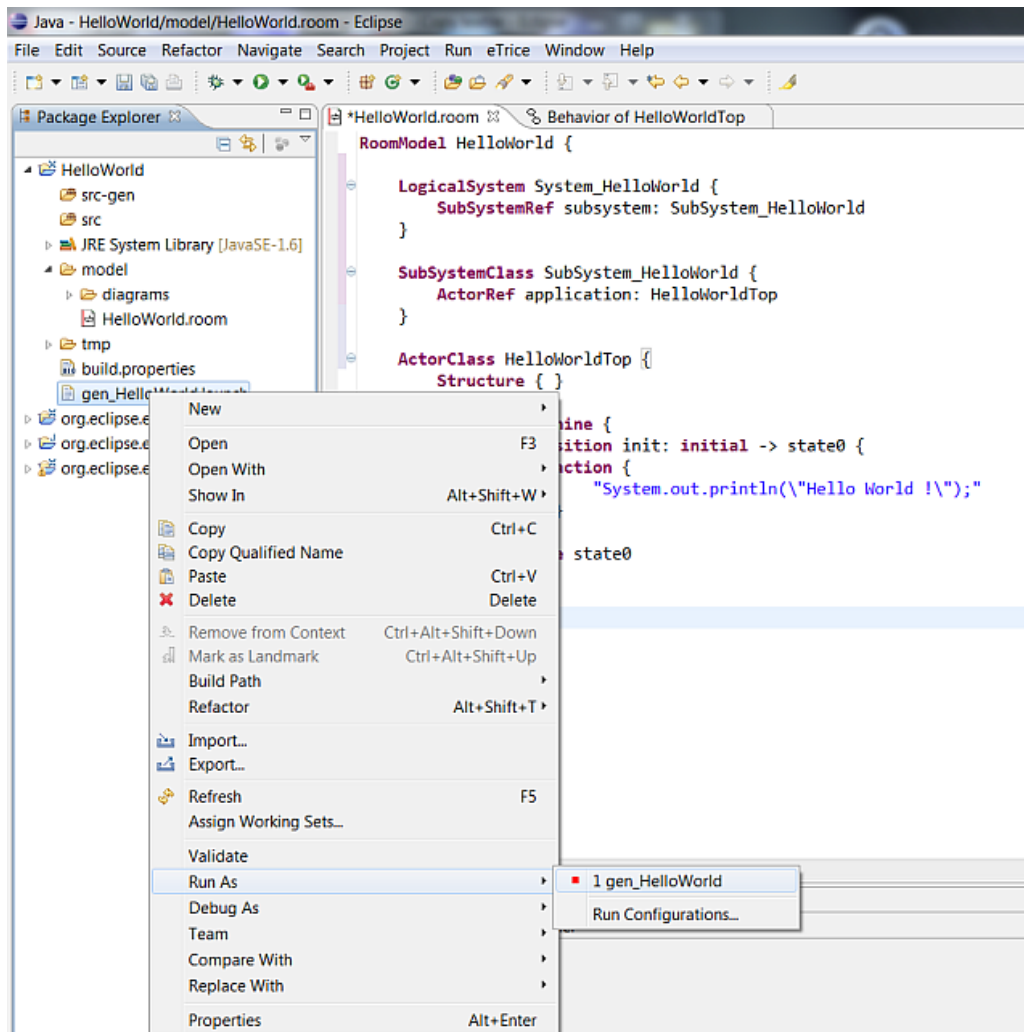 Java - HelloWorld/model/HelloWorld.room - Eclipse
File Edit Source Refactor Navigate Search Project Run eTrice Window Help
Package Explorer
*HelloWorld.room Behavior of HelloWorldTop
HelloWorld
src-gen
src
JRE System Library [JavaSE-1.6]
model
diagrams
HelloWorld.room
tmp
build.properties
org.eclipse.e
org.eclipse.e
org.eclipse.e
RoomModel HelloWorld {
LogicalSystem System_HelloWorld {
SubSystemRef subsystem: SubSystem_HelloWorld
}
SubSystemClass SubSystem_HelloWorld {
ActorRef application: HelloWorldTop
}
ActorClass HelloWorldTop {
Structure { }
hine {
sition init: initial -> state0 {
ction {
"System.out.println(\"Hello World !\");"
}
state0
New
Open F3
Open With
Show In Alt+Shift+W
Copy Ctrl+C
Copy Qualified Name
Paste Ctrl+V
Delete Delete
Remove from Context Ctrl+Alt+Shift+Down
Mark as Landmark Ctrl+Alt+Shift+Up
Build Path
Refactor Alt+Shift+T
Import...
Export...
Refresh F5
Assign Working Sets...
Validate
Run As
Debug As
Team
Compare With
Replace With
Properties Alt+Enter
1 gen_HelloWorld
Run Configurations...